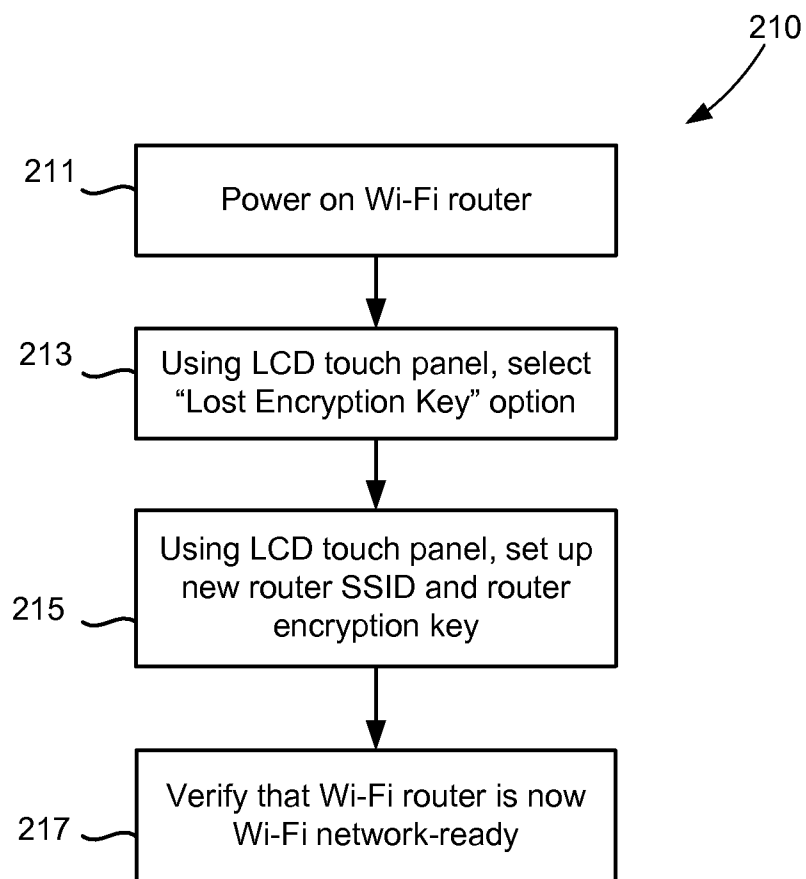 210
211
Power on Wi-Fi router
213
Using LCD touch panel, select
“Lost Encryption Key” option
215
Using LCD touch panel, set up
new router SSID and router
encryption key
217
Verify that Wi-Fi router is now
Wi-Fi network-ready